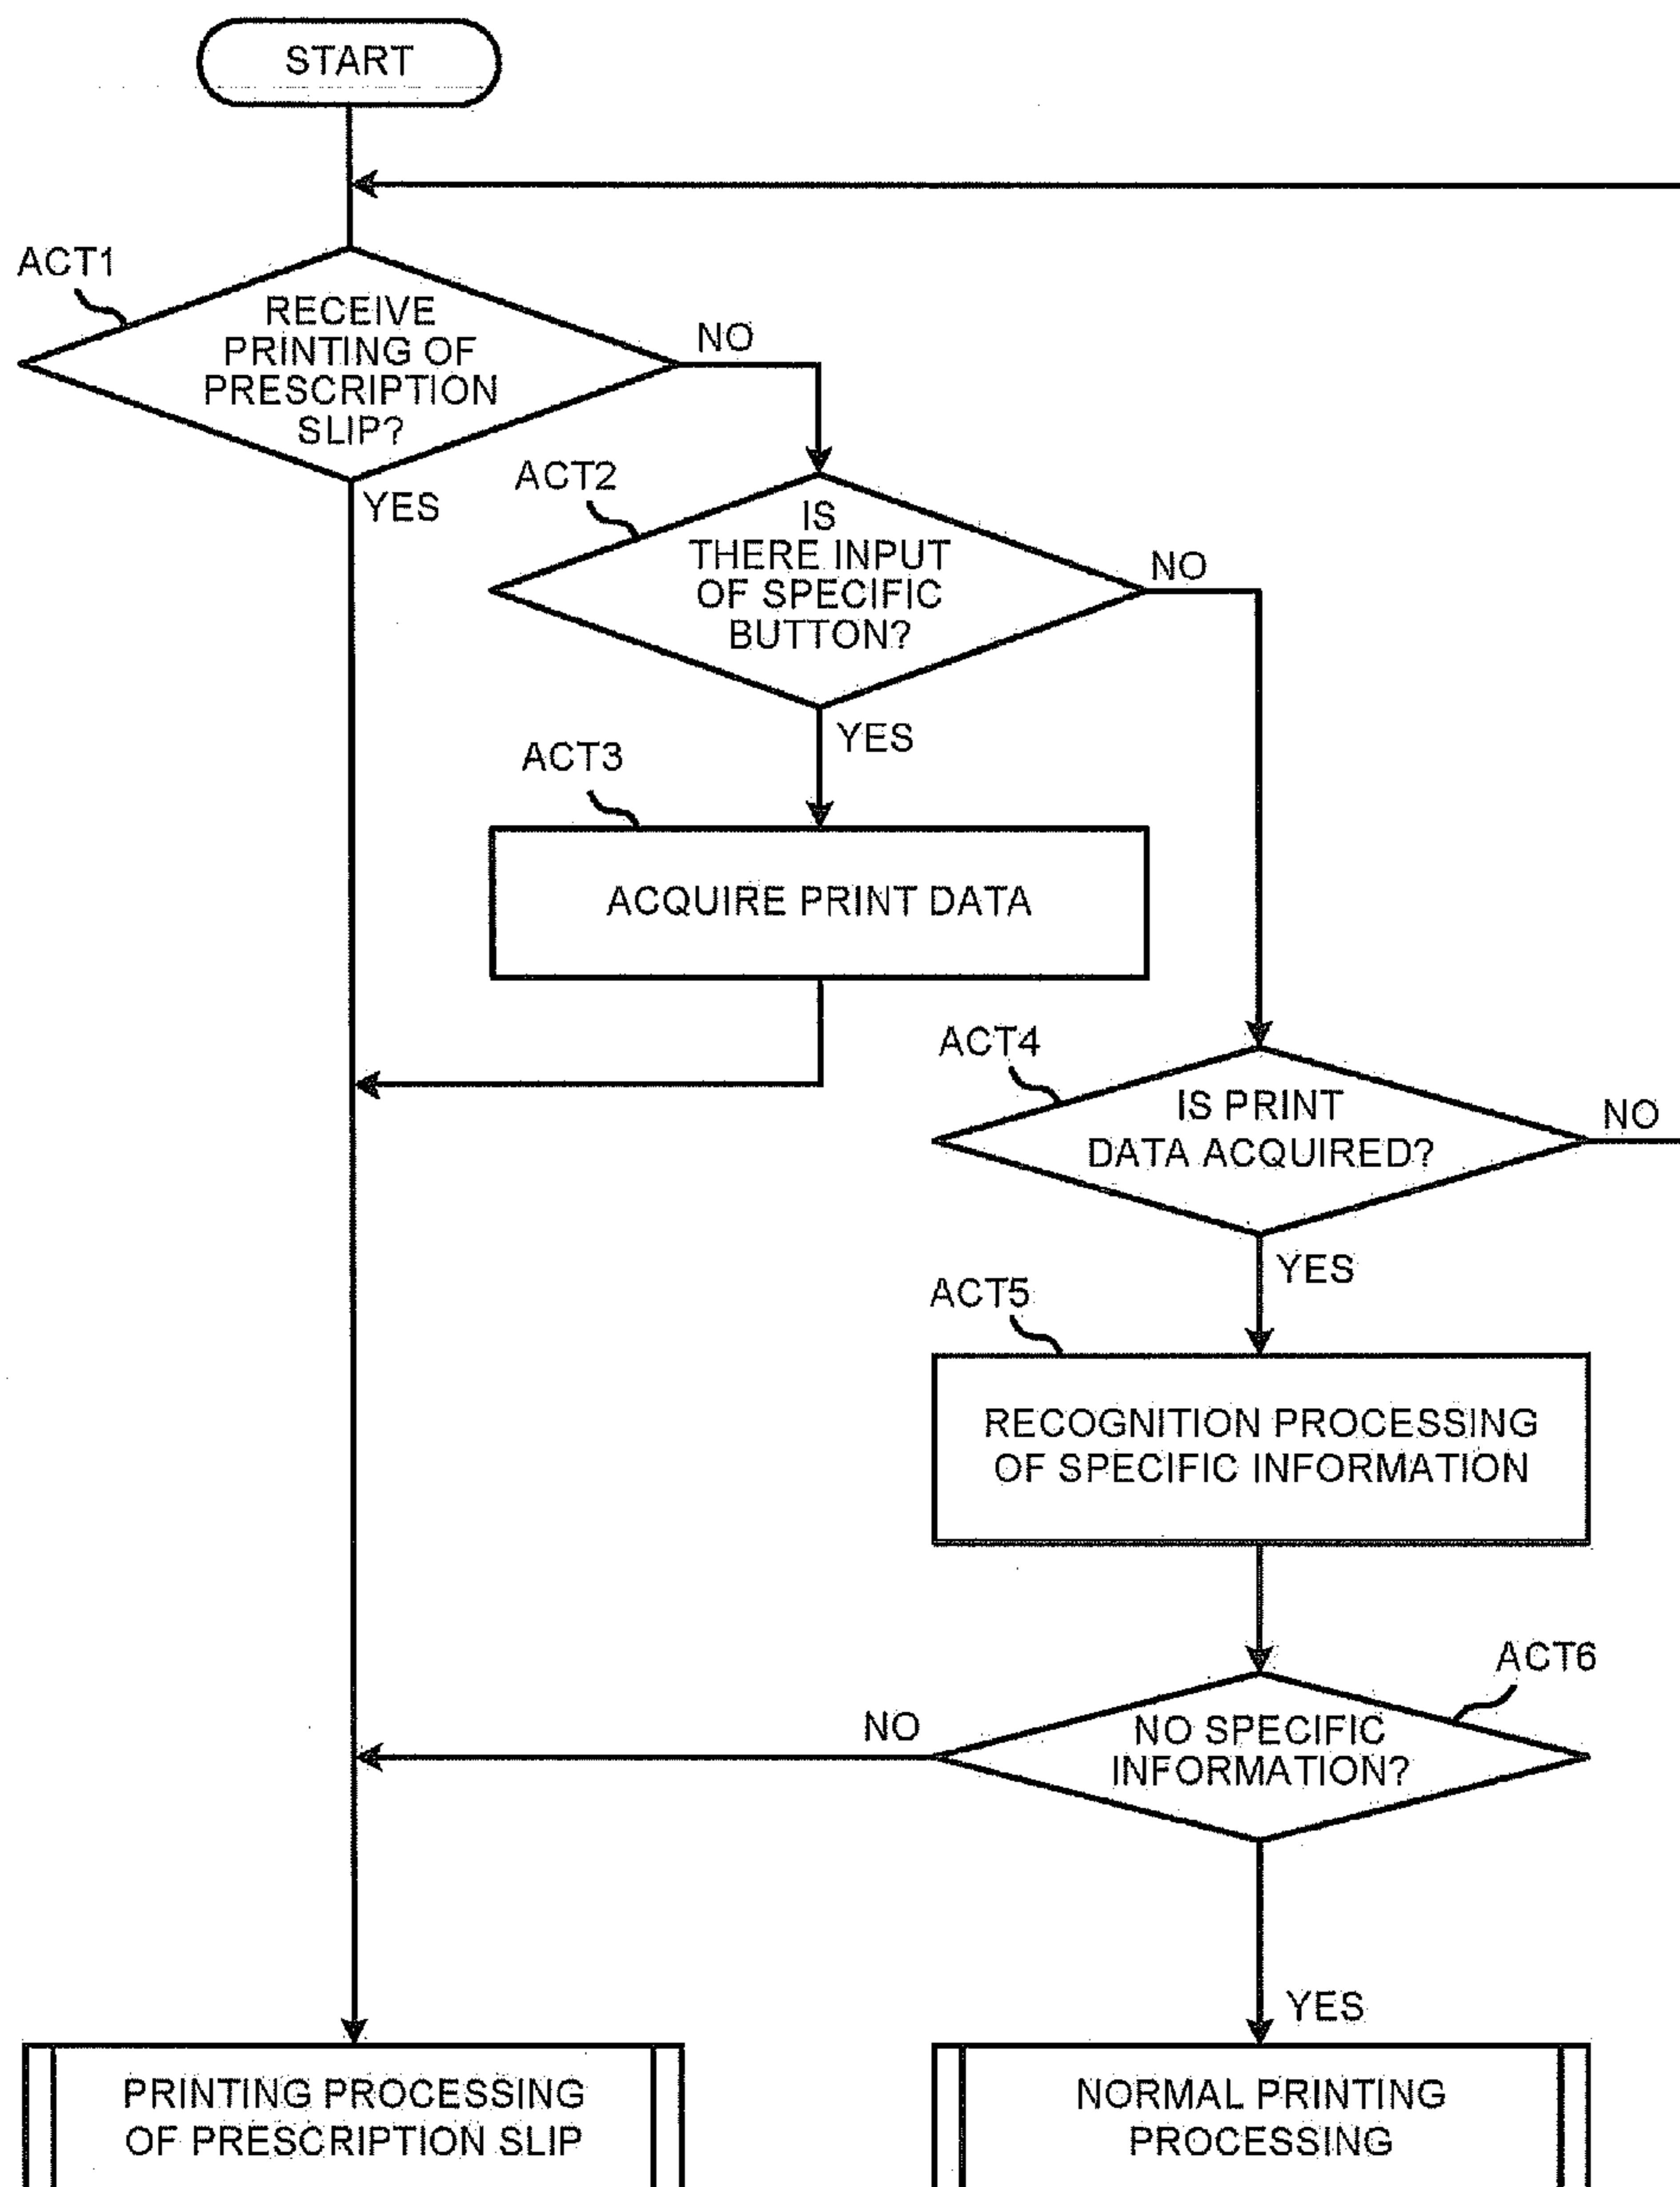 START
ACT1
RECEIVE
PRINTING OF
PRESCRIPTION
SLIP?
NO
YES
ACT2
IS
THERE INPUT
OF SPECIFIC
BUTTON?
NO
YES
ACT3
ACQUIRE PRINT DATA
ACT4
IS PRINT
DATA ACQUIRED?
NO
YES
ACT5
RECOGNITION PROCESSING
OF SPECIFIC INFORMATION
ACT6
NO SPECIFIC
INFORMATION?
NO
YES
PRINTING PROCESSING
OF PRESCRIPTION SLIP
NORMAL PRINTING
PROCESSING